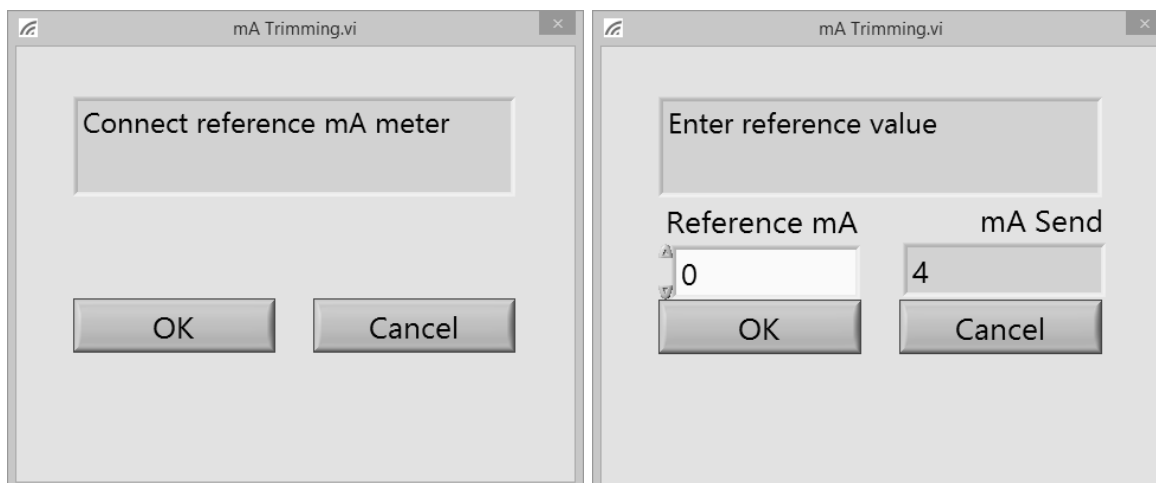 mA Trimming.vi
Connect reference mA meter
OK Cancel
mA Trimming.vi
Enter reference value
Reference mA mA Send
0 4
OK Cancel